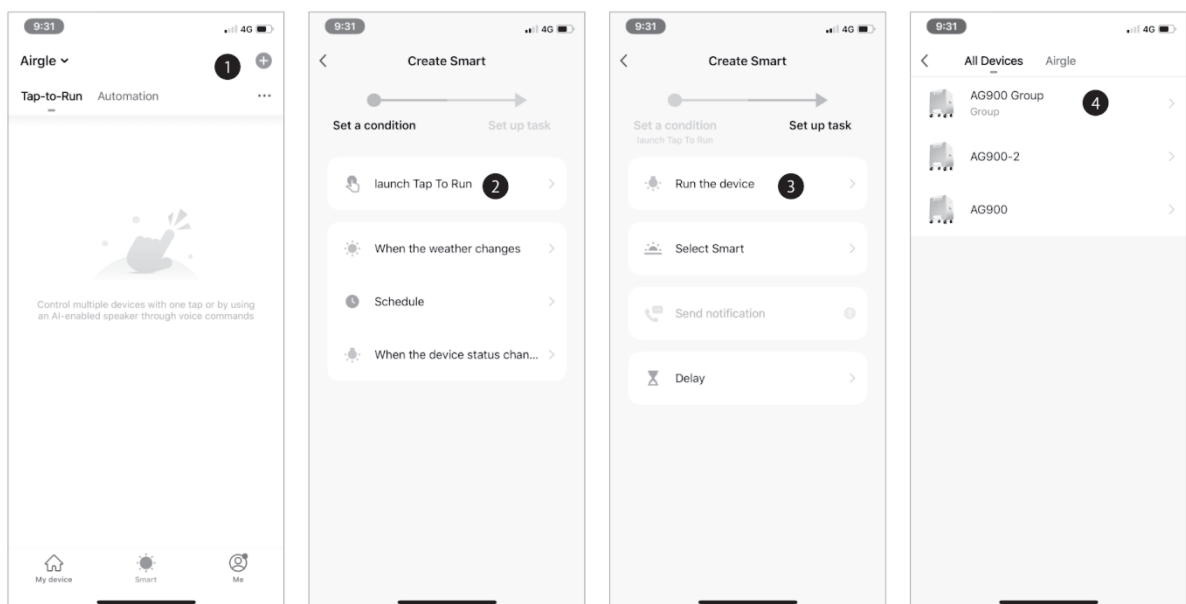 9:31
4G
Airgle
1
Tap-to-Run Automation
Control multiple devices with one tap or by using
an AI-enabled speaker through voice commands
My device Smart Me
9:31
4G
Create Smart
Set a condition Set up task
launch Tap To Run 2
When the weather changes
Schedule
When the device status chan...
9:31
4G
Create Smart
Set a condition Set up task
launch Tap To Run
Run the device 3
Select Smart
Send notification
Delay
9:31
4G
All Devices Airgle
AG900 Group 4
Group
AG900-2
AG900